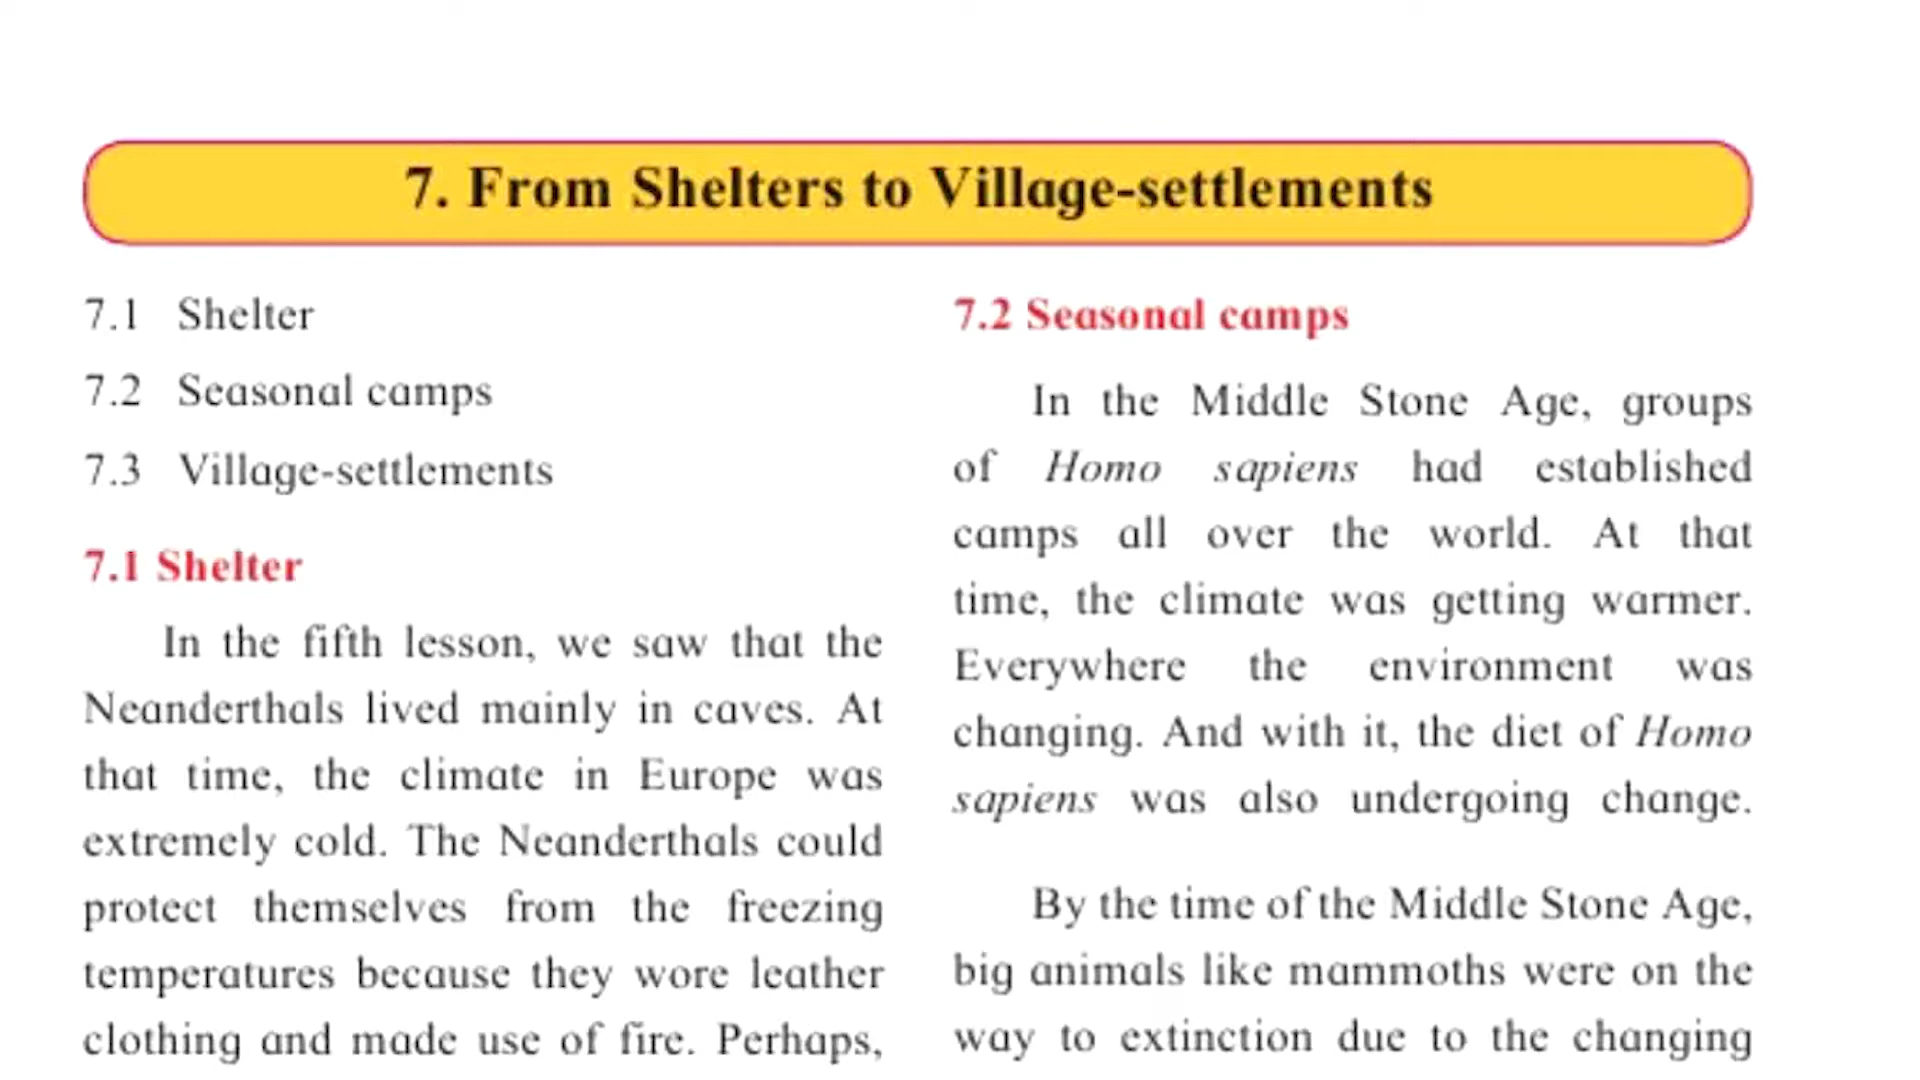 7. From Shelters to Village-settlements
7.1 Shelter
7.2 Seasonal camps
7.3 Village-settlements
7.1 Shelter
In the fifth lesson, we saw that the
Neanderthals lived mainly in caves. At
that time, the climate in Europe was
extremely cold. The Neanderthals could
protect themselves from the freezing
temperatures because they wore leather
clothing and made use of fire. Perhaps,
7.2 Seasonal camps
In the Middle Stone Age, groups
of Homo sapiens had established
camps all over the world. At that
time, the climate was getting warmer.
Everywhere the environment was
changing. And with it, the diet of Homo
sapiens was also undergoing change.
By the time of the Middle Stone Age,
big animals like mammoths were on the
way to extinction due to the changing